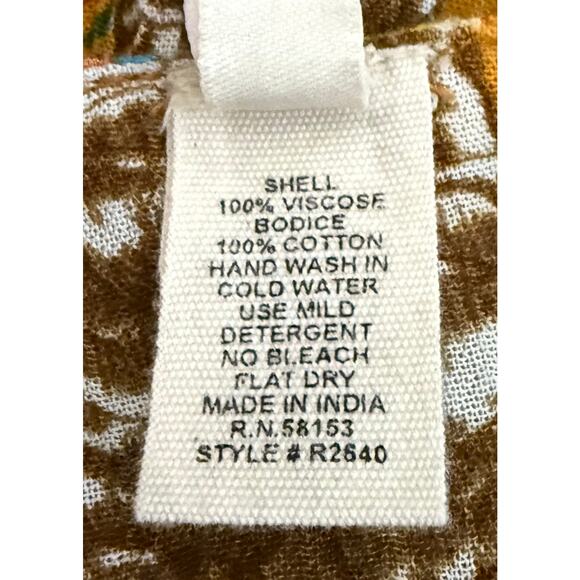 SHELL
100% VISCOSE
BODICE
100% COTTON
HAND WASH IN
COLD WATER
USE MILD
DETERGENT
NO BLEACH
FLAT DRY
MADE IN INDIA
R.N.58153
STYLE # R2640